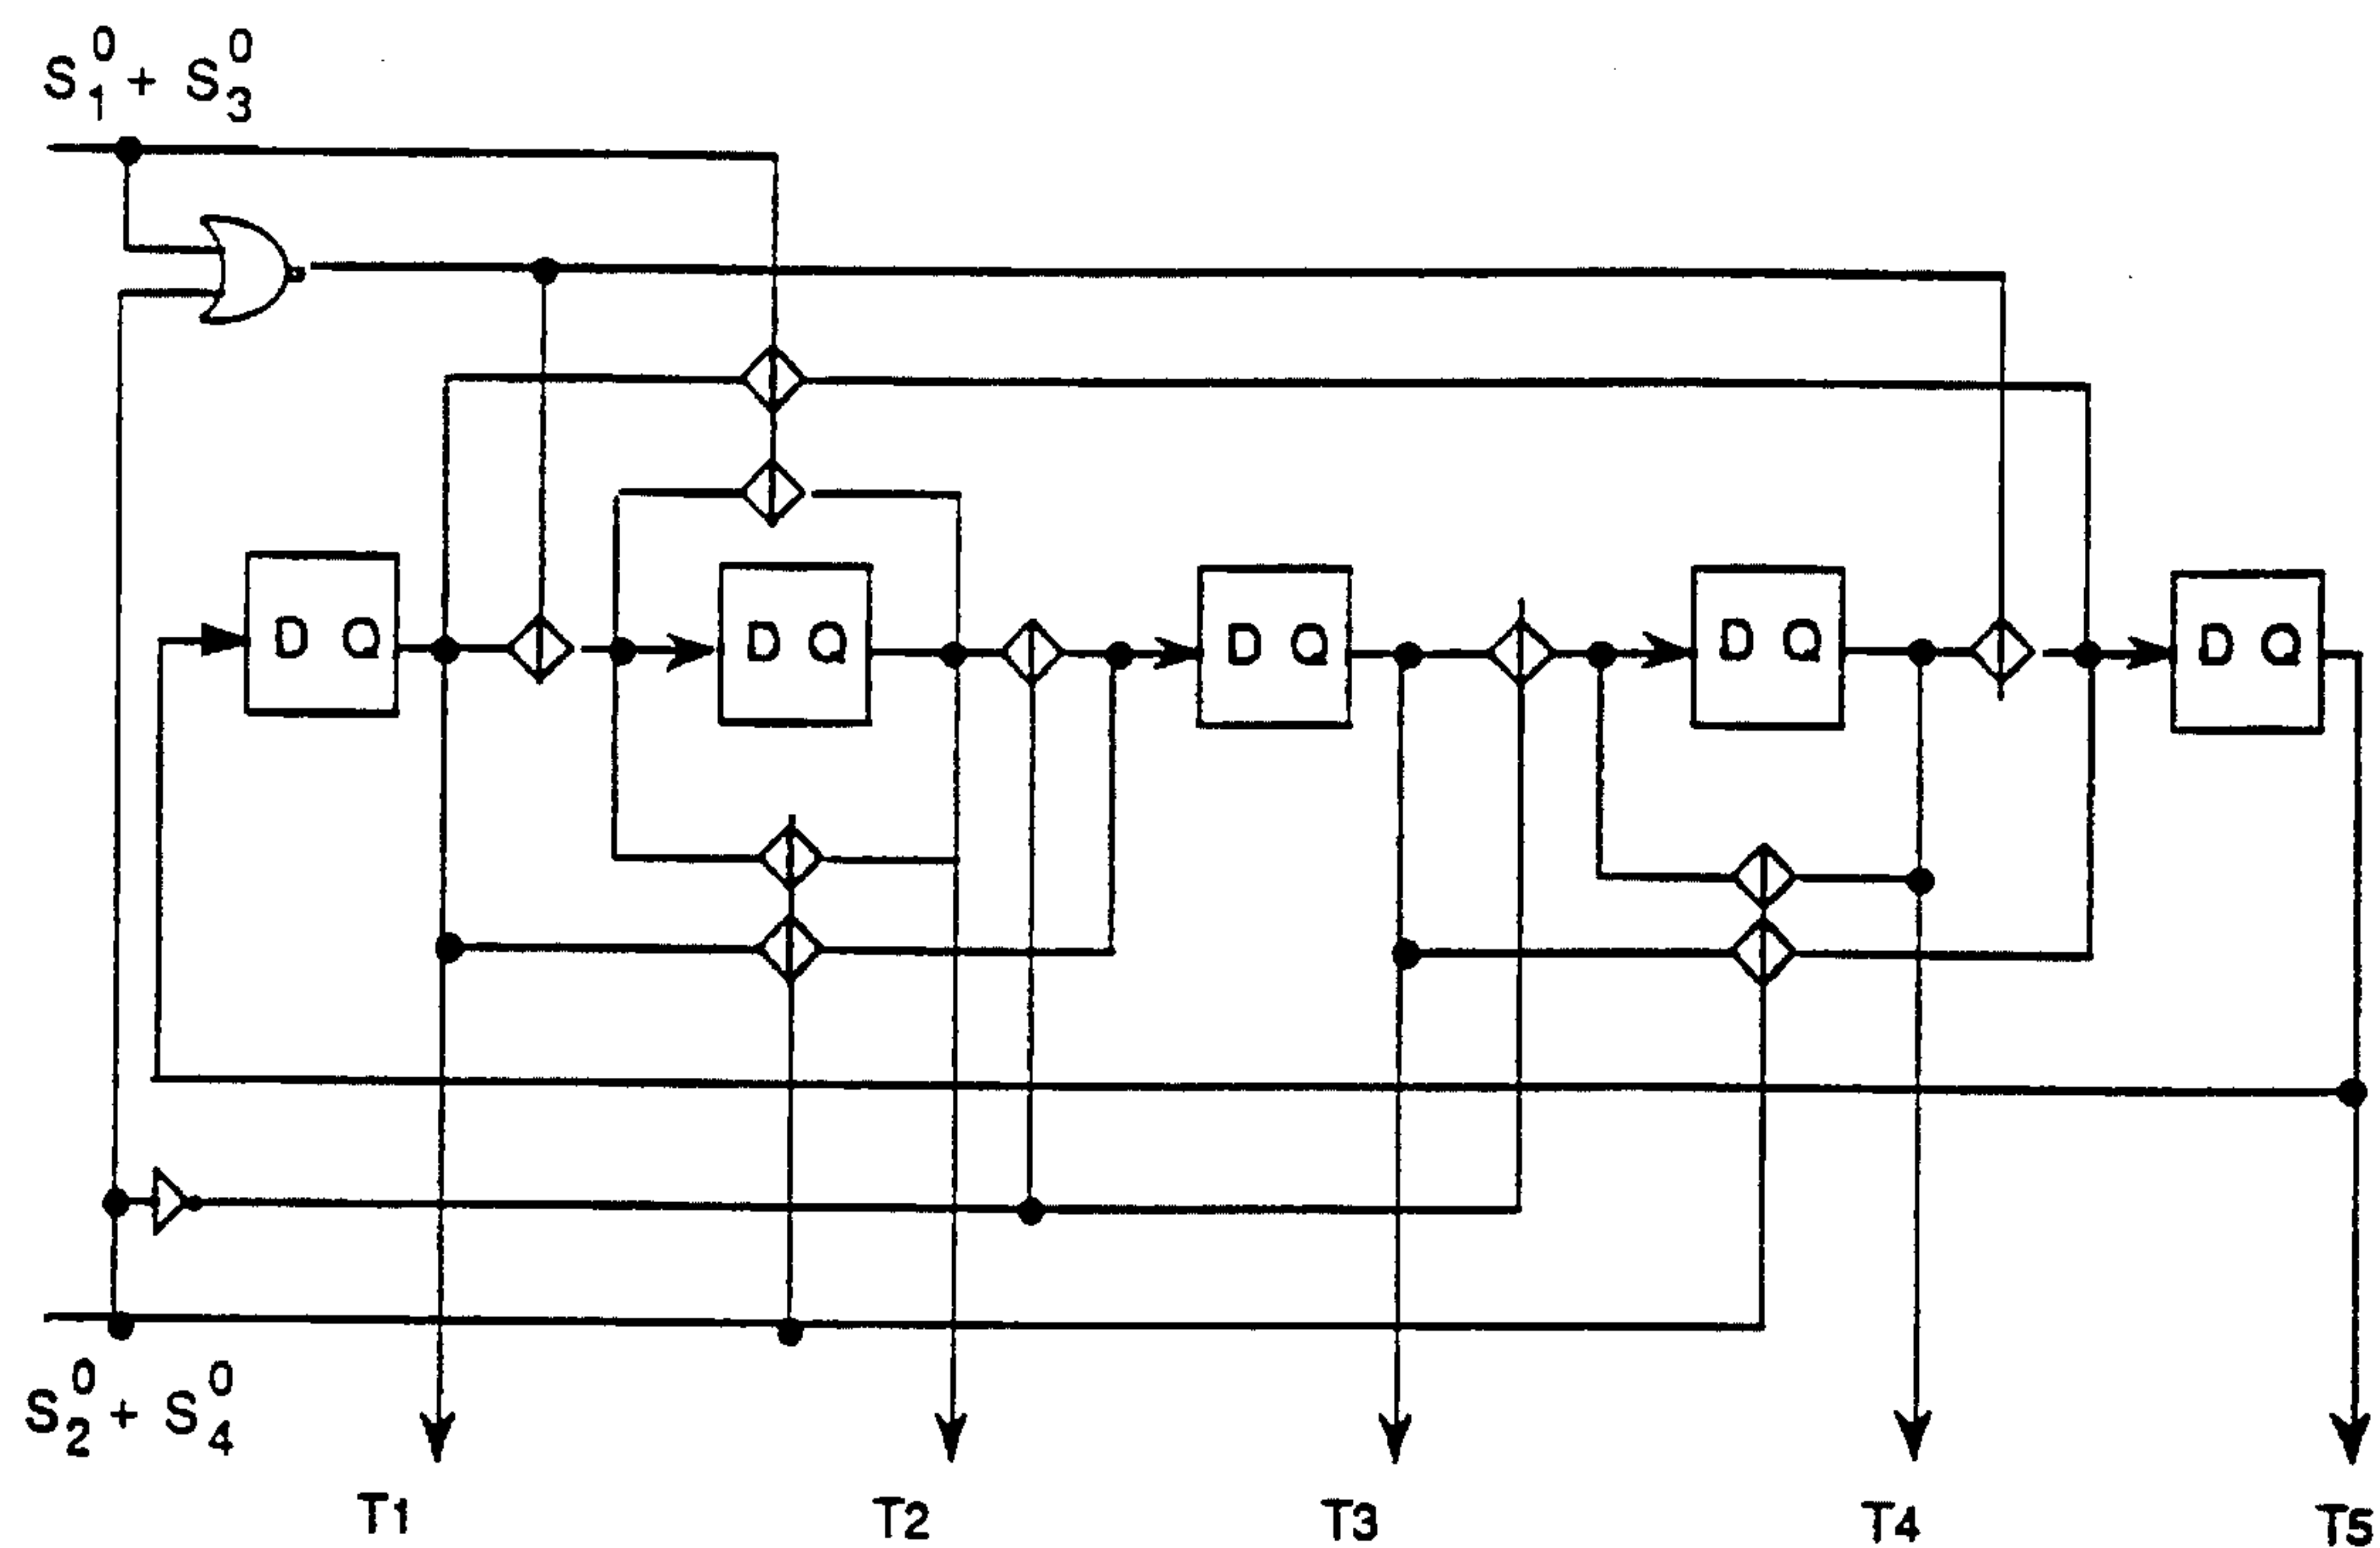 S₁⁰ + S₃⁰
D Q
D Q
D Q
D Q
D Q
S₂⁰ + S₄⁰
T1
T2
T3
T4
T5